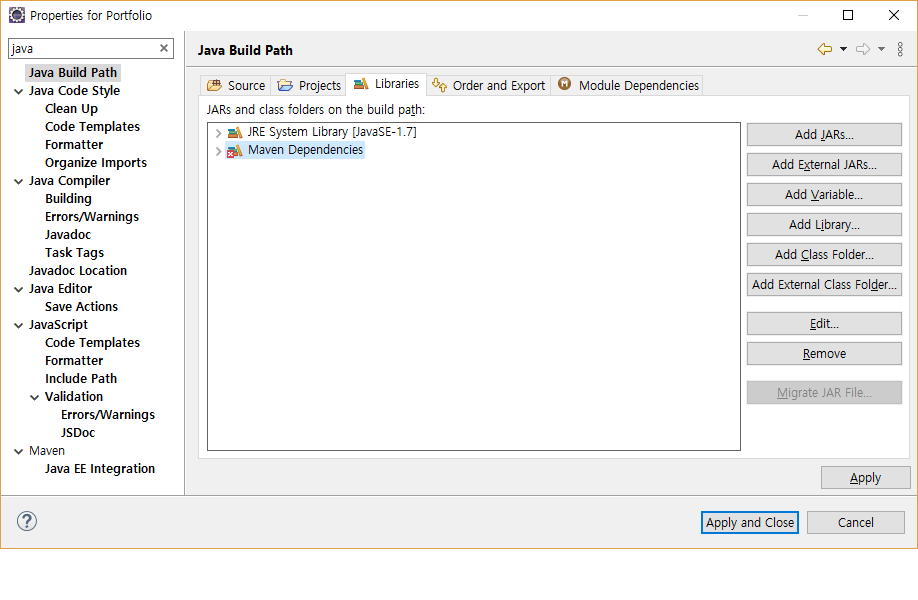 Properties for Portfolio
java
Java Build Path
Java Code Style
Clean Up
Code Templates
Formatter
Organize Imports
Java Compiler
Building
Errors/Warnings
Javadoc
Task Tags
Javadoc Location
Java Editor
Save Actions
JavaScript
Code Templates
Formatter
Include Path
Validation
Errors/Warnings
JSDoc
Maven
Java EE Integration
Java Build Path
Source Projects Libraries Order and Export Module Dependencies
JARs and class folders on the build path:
JRE System Library [JavaSE-1.7]
Maven Dependencies
Add JARs...
Add External JARs...
Add Variable...
Add Library...
Add Class Folder...
Add External Class Folder...
Edit...
Remove
Migrate JAR File...
Apply
Apply and Close Cancel